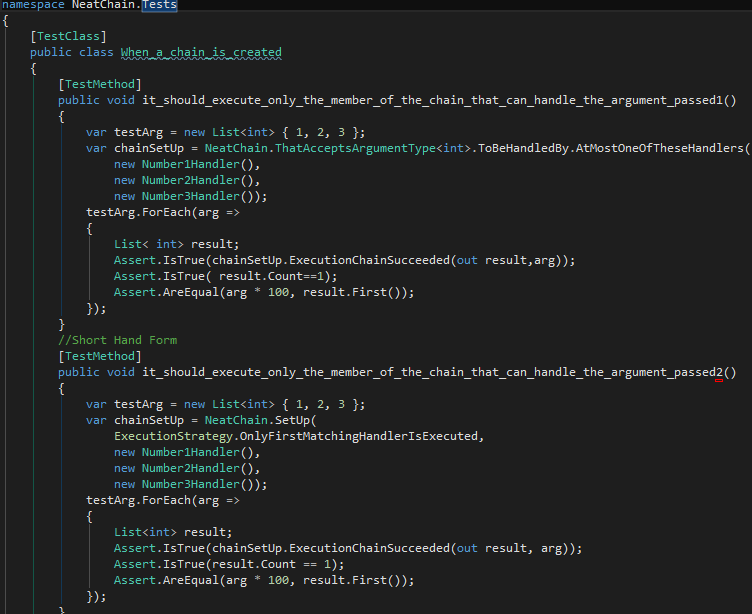 namespace NeatChain.Tests
{
[TestClass]
public class When_a_chain_is_created
{
[TestMethod]
public void it_should_execute_only_the_member_of_the_chain_that_can_handle_the_argument_passed1()
{
var testArg = new List<int> { 1, 2, 3 };
var chainSetUp = NeatChain.ThatAcceptsArgumentType<int>.ToBeHandledBy.AtMostOneOfTheseHandlers(
new Number1Handler(),
new Number2Handler(),
new Number3Handler());
testArg.ForEach(arg =>
{
List< int> result;
Assert.IsTrue(chainSetUp.ExecutionChainSucceeded(out result,arg));
Assert.IsTrue( result.Count==1);
Assert.AreEqual(arg * 100, result.First());
});
}
//Short Hand Form
[TestMethod]
public void it_should_execute_only_the_member_of_the_chain_that_can_handle_the_argument_passed2()
{
var testArg = new List<int> { 1, 2, 3 };
var chainSetUp = NeatChain.SetUp(
ExecutionStrategy.OnlyFirstMatchingHandlerIsExecuted,
new Number1Handler(),
new Number2Handler(),
new Number3Handler());
testArg.ForEach(arg =>
{
List<int> result;
Assert.IsTrue(chainSetUp.ExecutionChainSucceeded(out result, arg));
Assert.IsTrue(result.Count == 1);
Assert.AreEqual(arg * 100, result.First());
});
}